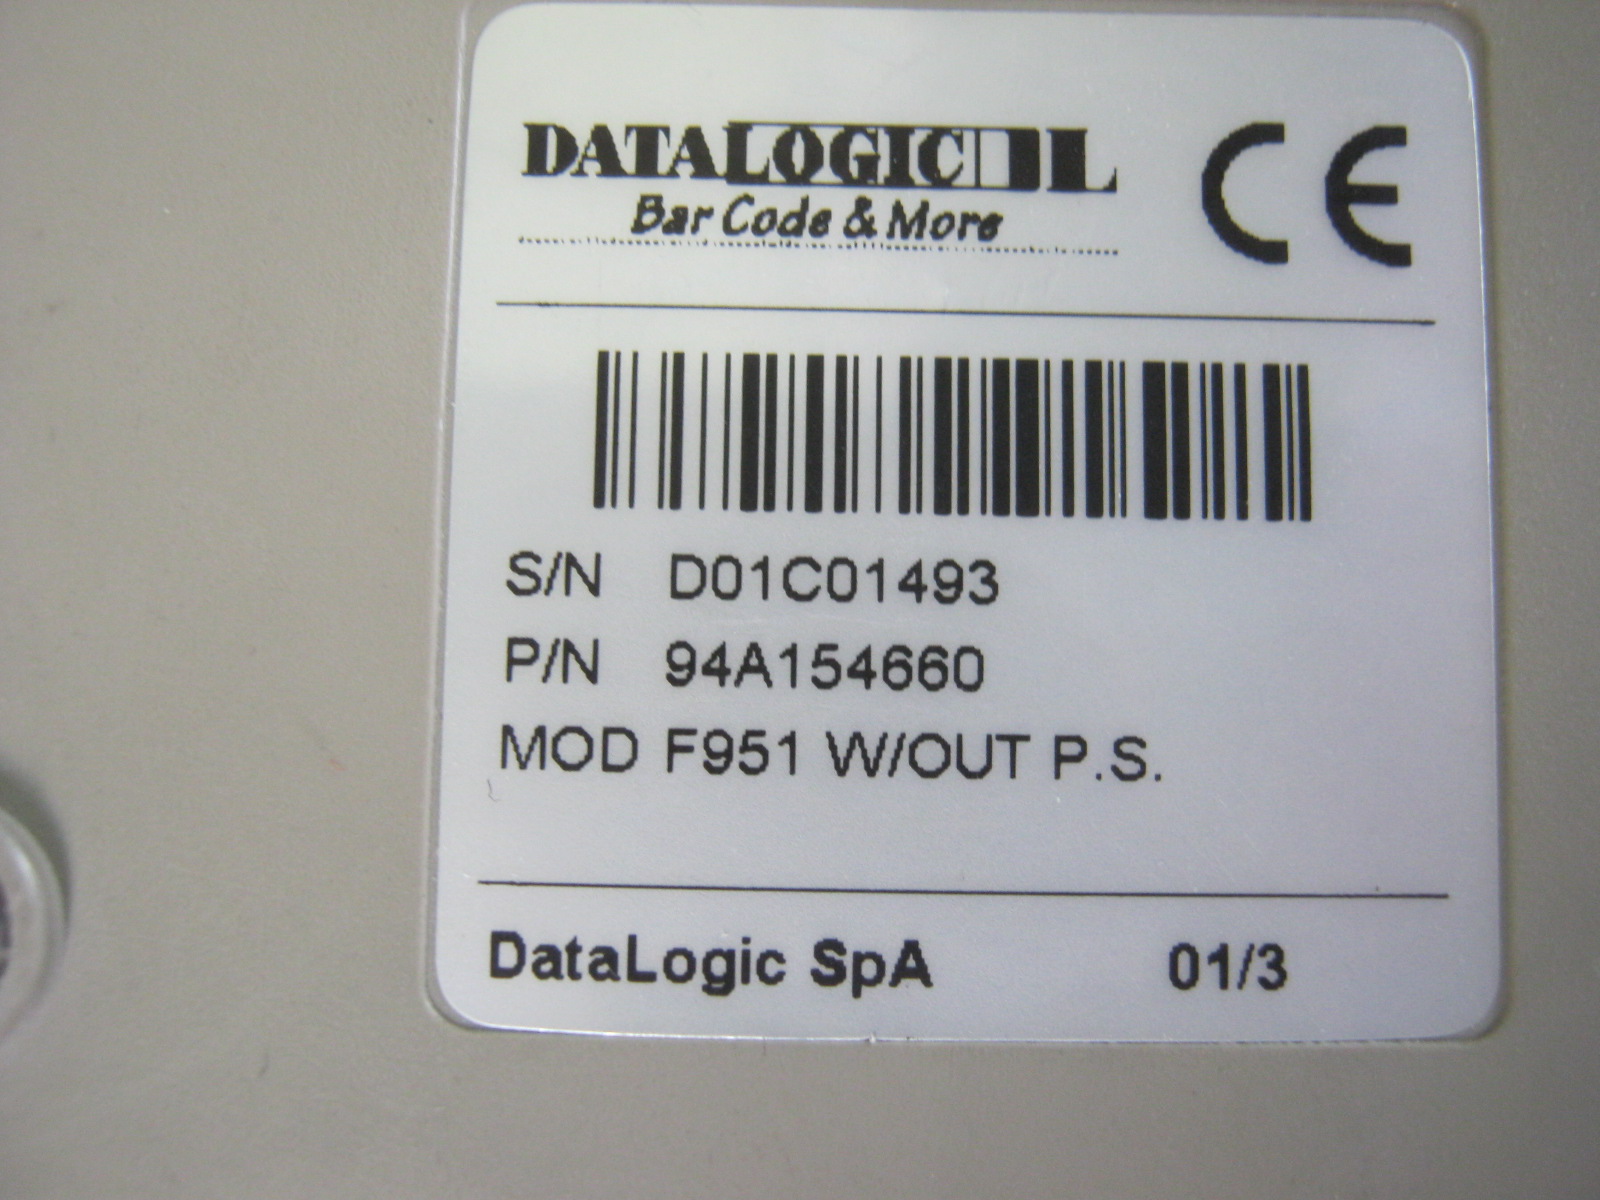 DATALOGIC
Bar Code & More
CE
S/N D01C01493
P/N 94A154660
MOD F951 W/OUT P.S.
DataLogic SpA 01/3